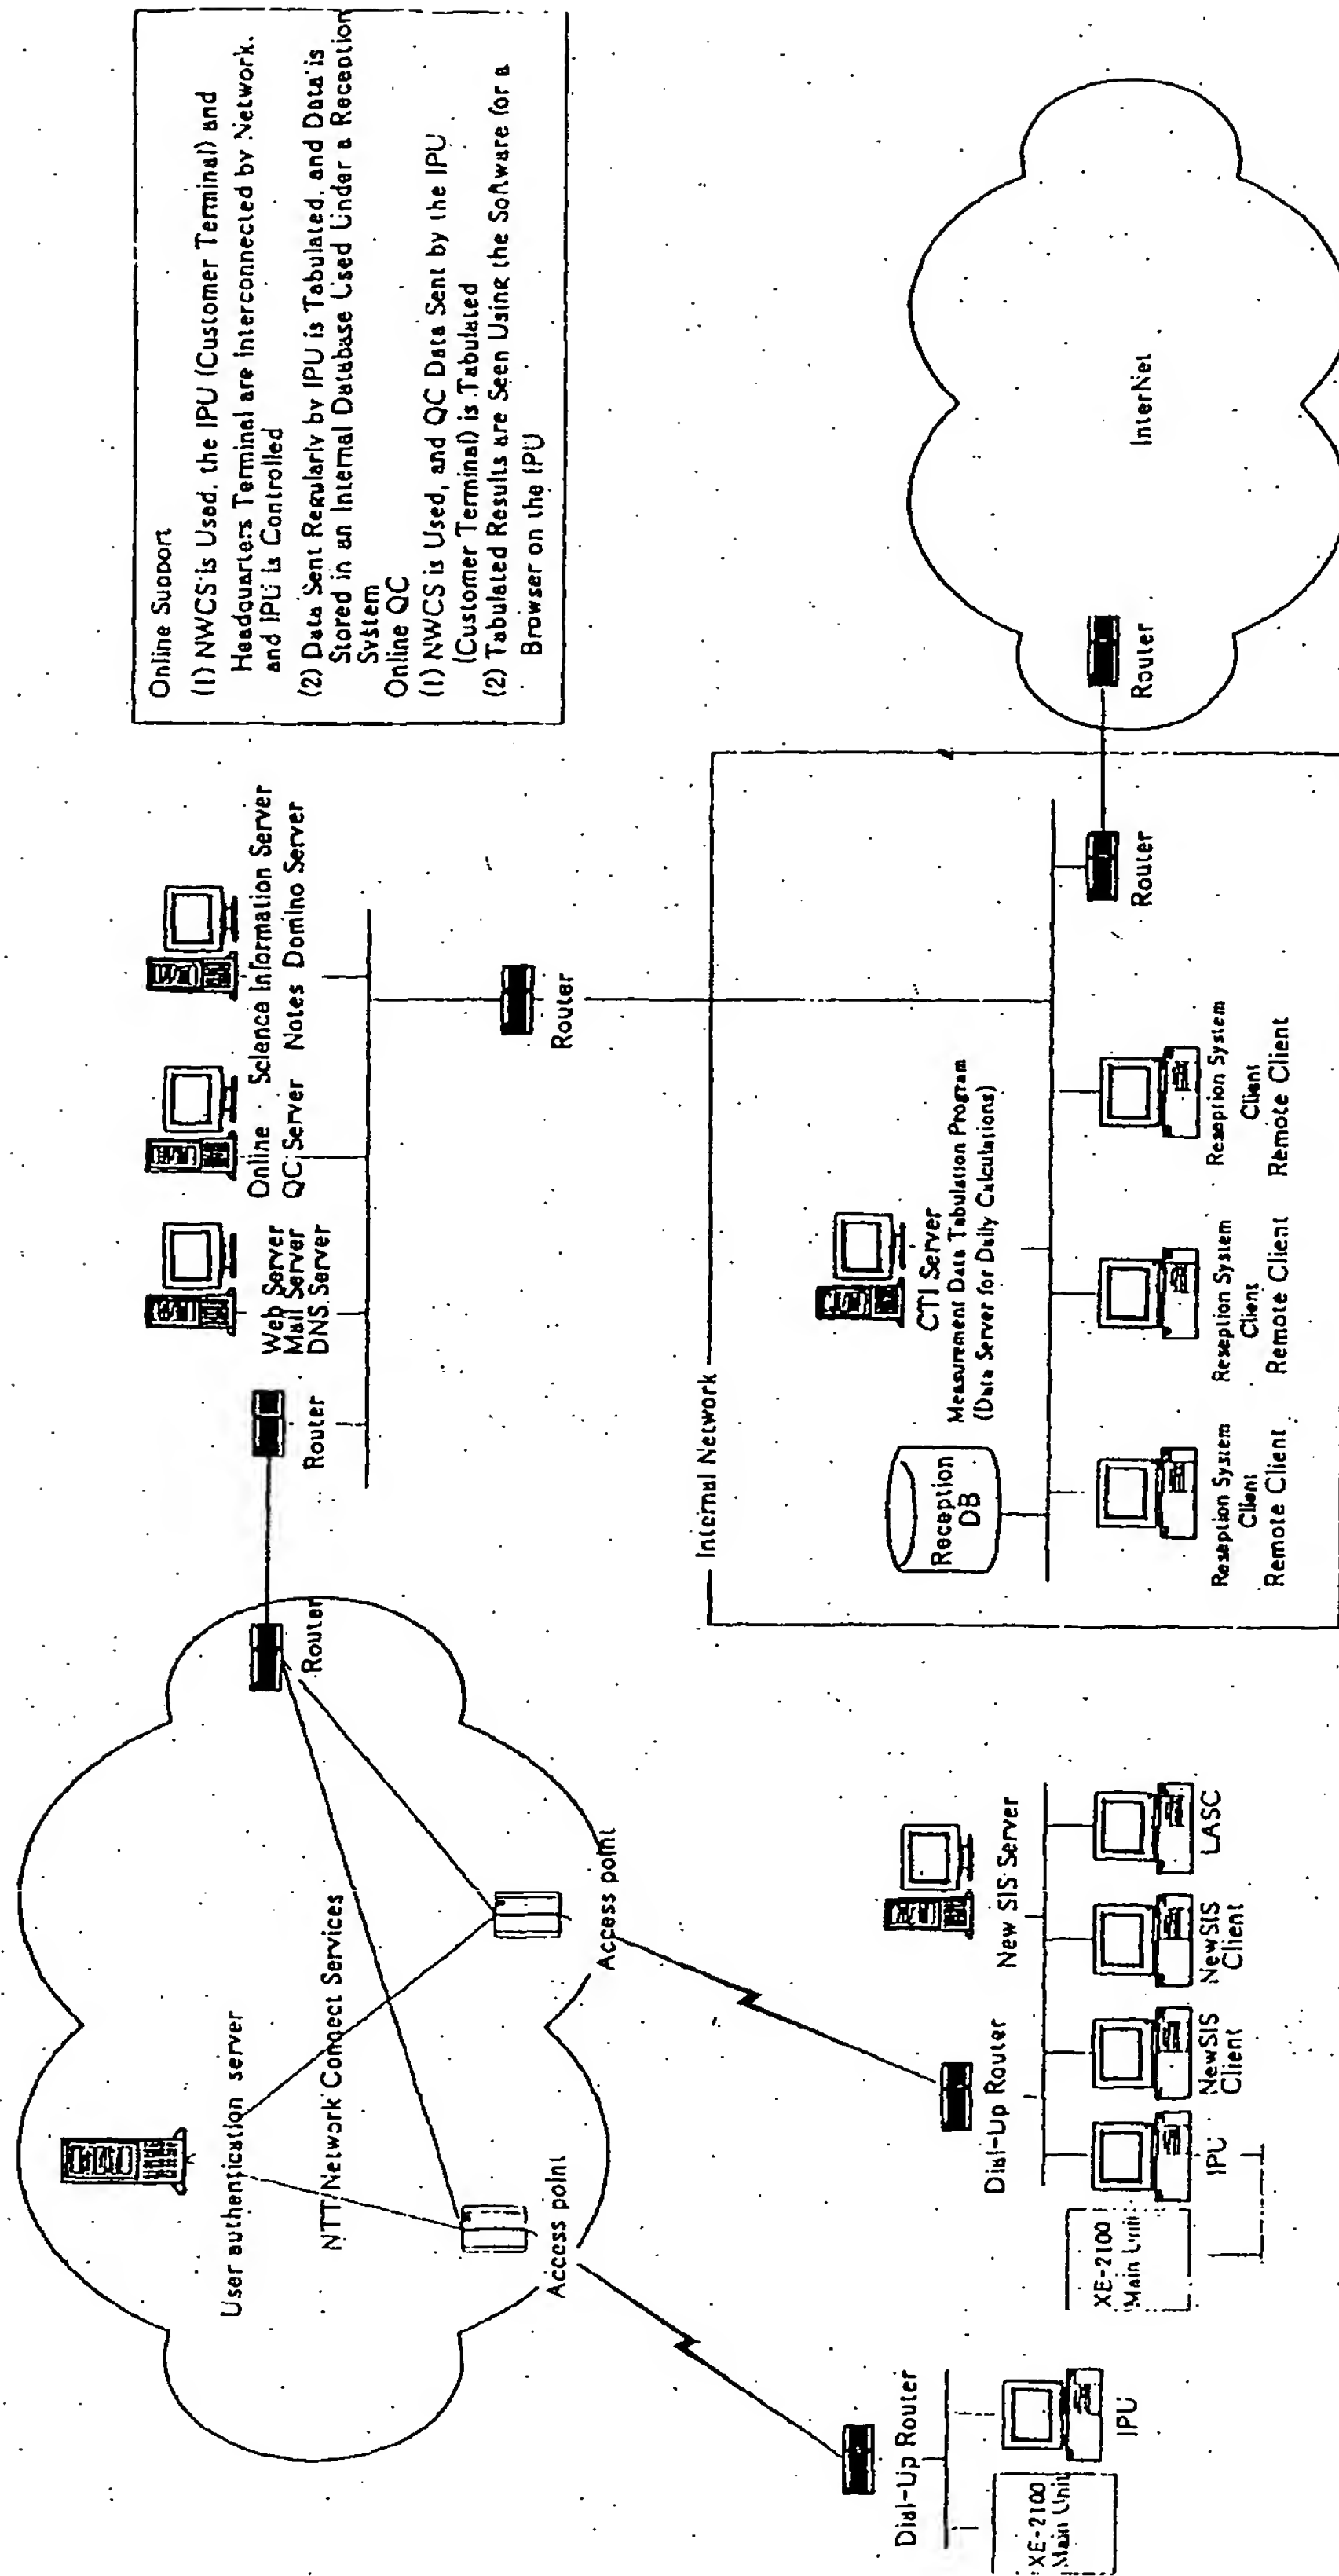 Online Support
(1) NWCS is Used, the IPU (Customer Terminal) and
Headquarters Terminal are Interconnected by Network,
and IPU is Controlled
(2) Data Sent Regularly by IPU is Tabulated, and Data is
Stored in an Internal Database Used Under a Reception
System
Online QC
(1) NWCS is Used, and QC Data Sent by the IPU
(Customer Terminal) is Tabulated
(2) Tabulated Results are Seen Using the Software for a
Browser on the IPU
User authentication server
NTT Network Connect Services
Access point
Access point
Router
Router
Web Server
Mail Server
DNS Server
Online
QC Server
Science Information Server
Notes Domino Server
Router
Internal Network
Reception
DB
CTI Server
Measurement Data Tabulation Program
(Data Server for Daily Calculations)
Reseption System
Client
Remote Client
Reseption System
Client
Remote Client
Reseption System
Client
Remote Client
Router
Router
InterNet
Dial-Up Router
XE-2100
Main Unit
IPU
Dial-Up Router
New SIS Server
XE-2100
Main Unit
IPU
NewSIS
Client
NewSIS
Client
LASC